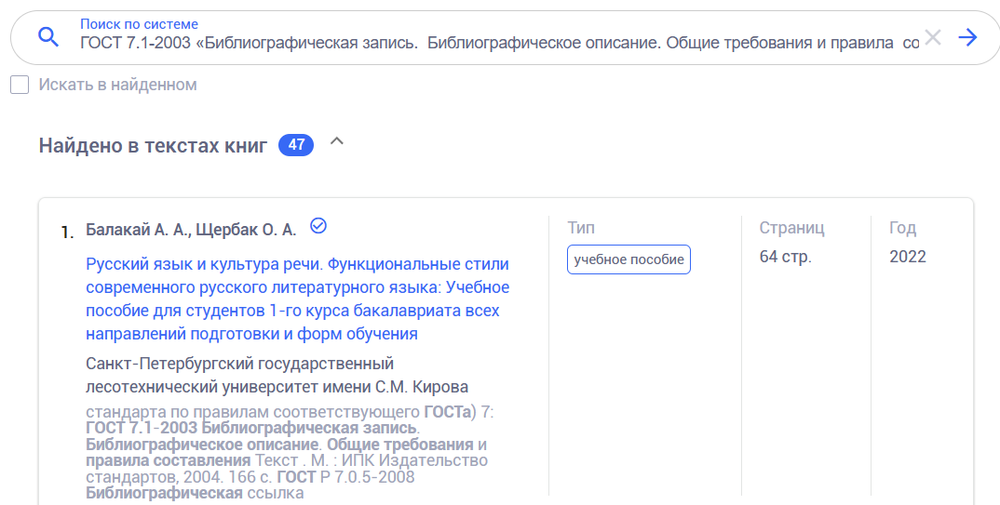 Поиск по системе
ГОСТ 7.1-2003 «Библиографическая запись.  Библиографическое описание. Общие требования и правила  со
Искать в найденном
Найдено в текстах книг 47
1. Балакай А. А., Щербак О. А.
Русский язык и культура речи. Функциональные стили
современного русского литературного языка: Учебное
пособие для студентов 1-го курса бакалавриата всех
направлений подготовки и форм обучения
Санкт-Петербургский государственный
лесотехнический университет имени С.М. Кирова
стандарта по правилам соответствующего ГОСТа) 7:
ГОСТ 7.1-2003 Библиографическая запись.
Библиографическое описание. Общие требования и
правила составления Текст . М. : ИПК Издательство
стандартов, 2004. 166 с. ГОСТ Р 7.0.5-2008
Библиографическая ссылка
Тип
учебное пособие
Страниц
64 стр.
Год
2022